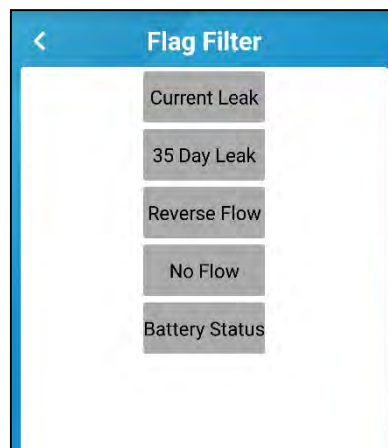 Flag Filter
Current Leak
35 Day Leak
Reverse Flow
No Flow
Battery Status